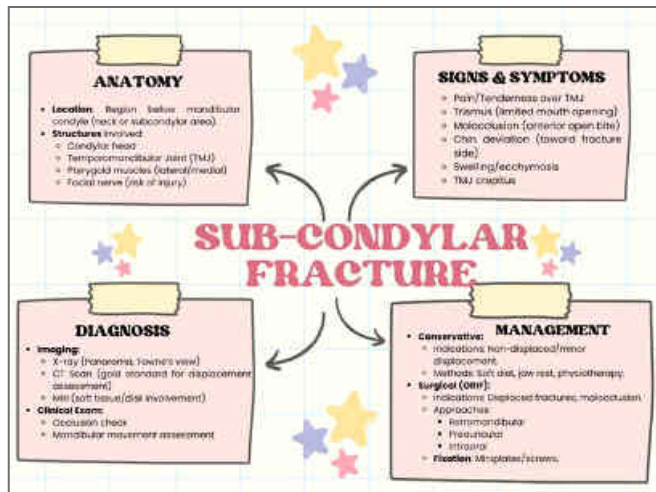 ANATOMY
• Location: Region below mandibular
condyle (neck or subcondylar area).
• Structures Involved:
○ Condylar head
○ Temporomandibular Joint (TMJ)
○ Pterygoid muscles (lateral/medial)
○ Facial nerve (risk of injury)
SIGNS & SYMPTOMS
○ Pain/Tenderness over TMJ
○ Trismus (limited mouth opening)
○ Malocclusion (anterior open bite)
○ Chin deviation (toward fracture
side)
○ Swelling/ecchymosis
○ TMJ crepitus
SUB-CONDYLAR
FRACTURE
DIAGNOSIS
• Imaging:
○ X-ray (Panoramic, Towne's view)
○ CT Scan (gold standard for displacement
assessment)
○ MRI (soft tissue/disk involvement)
• Clinical Exam:
○ Occlusion check
○ Mandibular movement assessment
MANAGEMENT
• Conservative:
○ Indications: Non-displaced/minor
displacement.
○ Methods: Soft diet, jaw rest, physiotherapy.
• Surgical (ORIF):
○ Indications: Displaced fractures, malocclusion.
○ Approaches:
▪ Retromandibular
▪ Preauricular
▪ Intraoral
○ Fixation: Miniplates/screws.